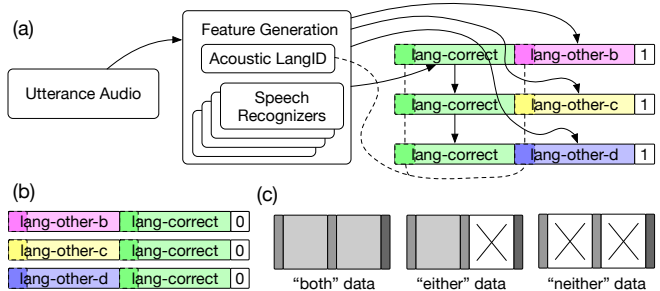 (a)
Utterance Audio
Feature Generation
Acoustic LangID
Speech
Recognizers
lang-correct lang-other-b 1
lang-correct lang-other-c 1
lang-correct lang-other-d 1
(b)
lang-other-b lang-correct 0
lang-other-c lang-correct 0
lang-other-d lang-correct 0
(c)
“both” data “either” data “neither” data